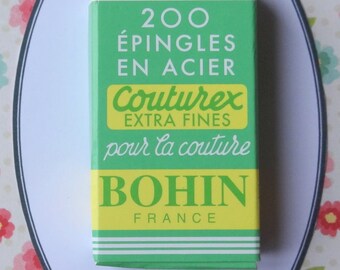 200
ÉPINGLES
EN ACIER
Couturex
EXTRA FINES
pour la couture
BOHIN
FRANCE